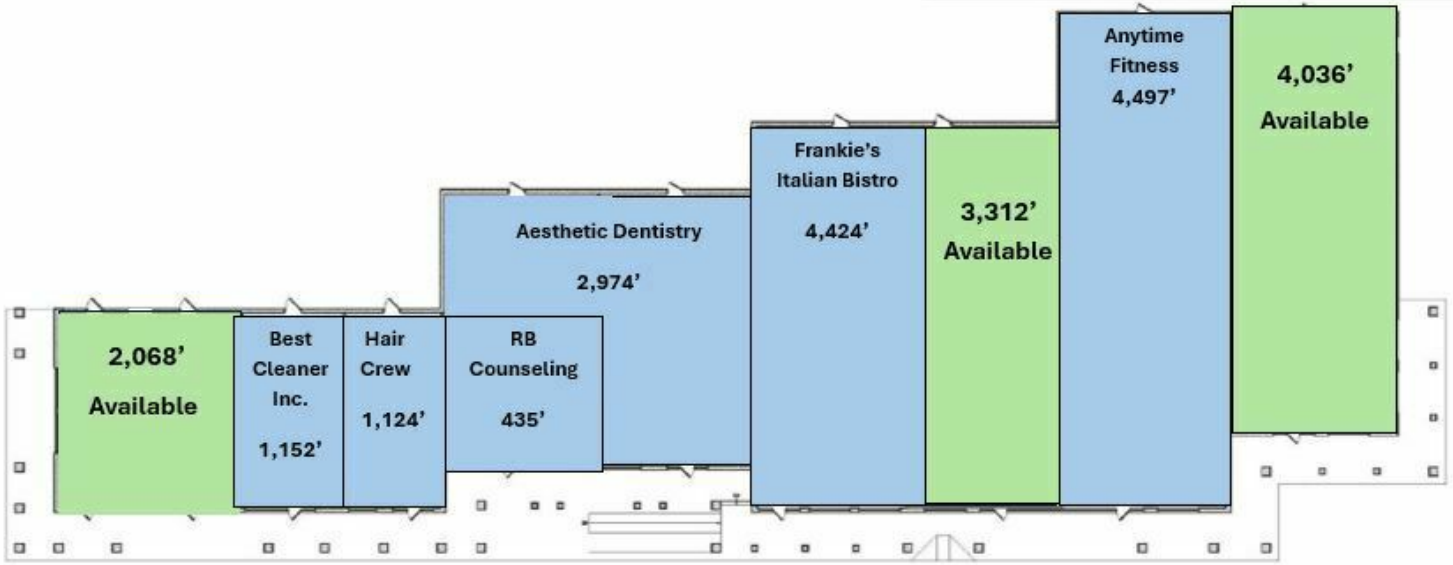 2,068’
Available
Best
Cleaner
Inc.
1,152’
Hair
Crew
1,124’
Aesthetic Dentistry
2,974’
RB
Counseling
435’
Frankie’s
Italian Bistro
4,424’
3,312’
Available
Anytime
Fitness
4,497’
4,036’
Available